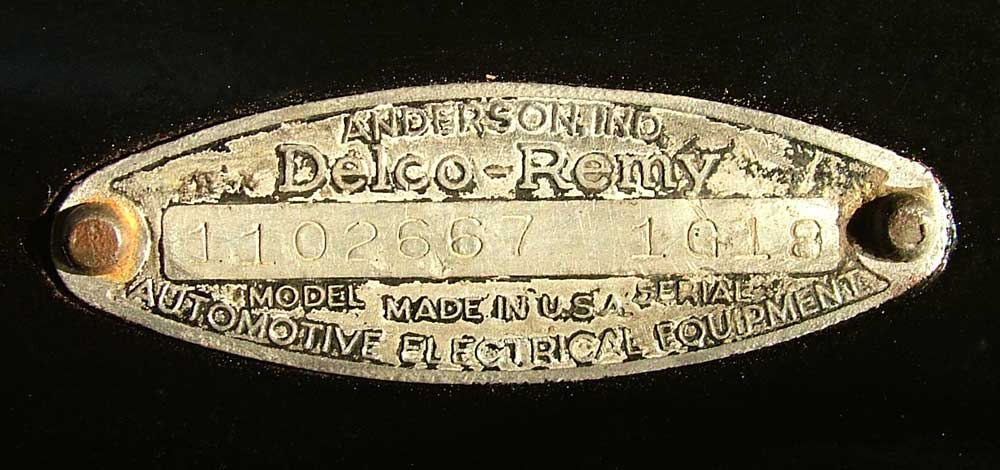 ANDERSON. IND.
Delco-Remy
1102667 1G18
MODEL MADE IN U.S.A. SERIAL
AUTOMOTIVE ELECTRICAL EQUIPMENT